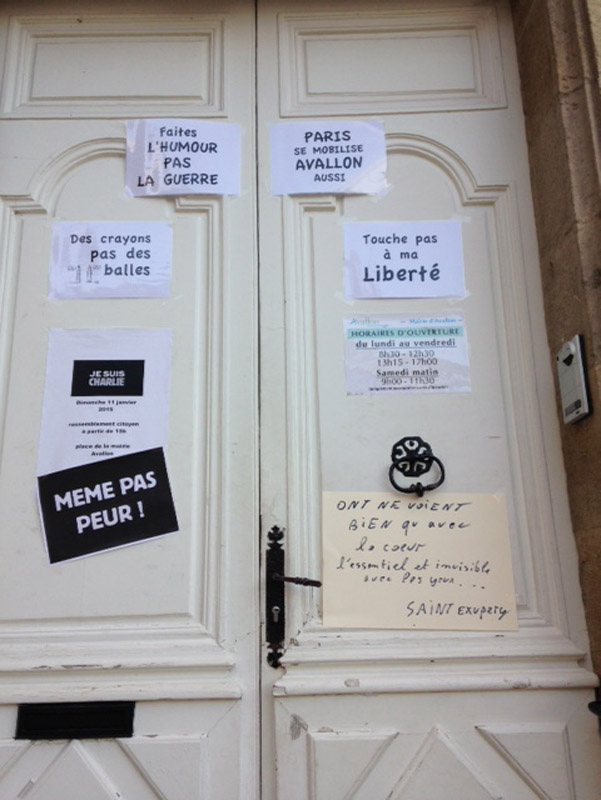 Faites
L'HUMOUR
PAS
LA GUERRE
PARIS
SE MOBILISE
AVALLON
AUSSI
Des crayons
pas des
balles
Touche pas
à ma
Liberté
Mairie d'Avallon
HORAIRES D'OUVERTURE
du lundi au vendredi
8h30 - 12h30
13h15 - 17h00
Samedi matin
9h00 - 11h30
JE SUIS
CHARLIE
Dimanche 11 janvier
2015
rassemblement citoyen
à partir de 15h
place de la mairie
Avallon
MEME PAS
PEUR !
ONT NE VOIENT
BIEN qu avec
le coeur
l'essentiel et invisible
avec les yeux...
SAINT EXUPERY